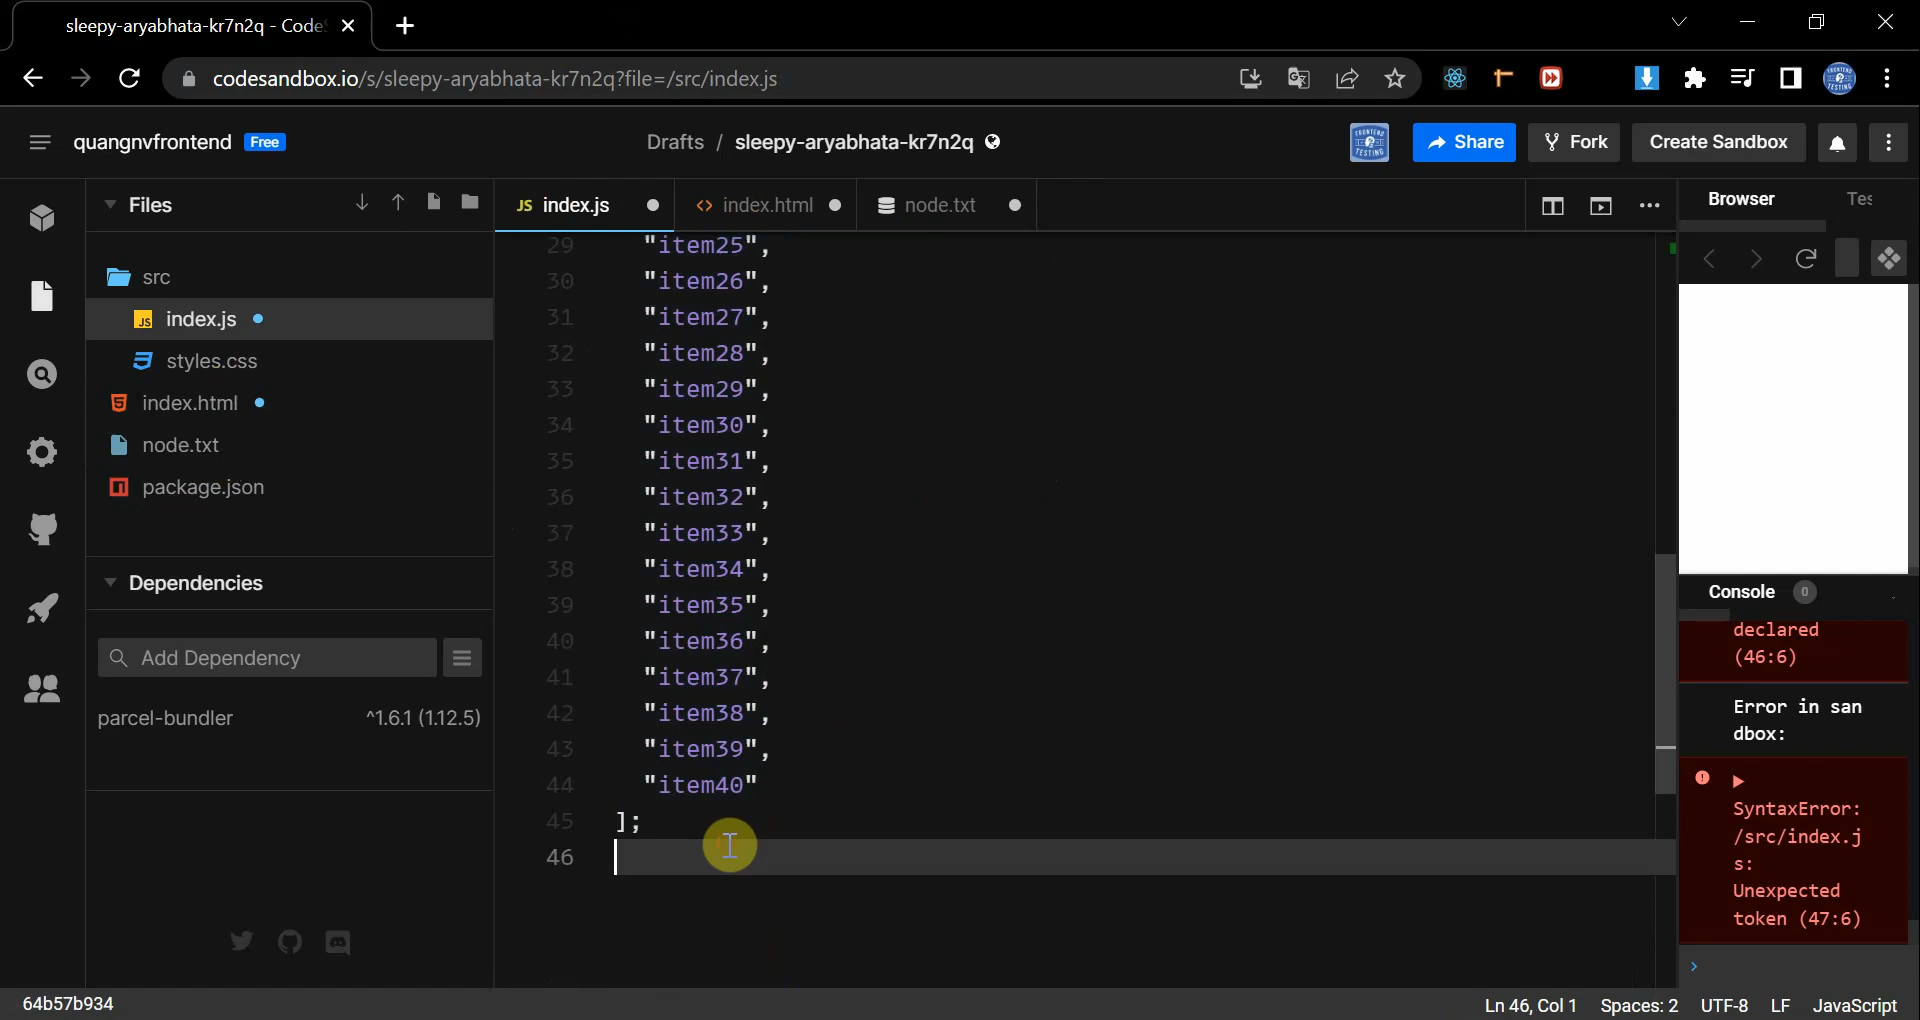 sleepy-aryabhata-kr7n2q - Code
codesandbox.io/s/sleepy-aryabhata-kr7n2q?file=/src/index.js
quangnvfrontend Free
Drafts / sleepy-aryabhata-kr7n2q
FRONTEND TESTING
Share
Fork
Create Sandbox
Files
JS index.js
<> index.html
node.txt
Browser
Tes
src
JS index.js
styles.css
index.html
node.txt
package.json
Dependencies
Add Dependency
parcel-bundler ^1.6.1 (1.12.5)
29 "item25",
30 "item26",
31 "item27",
32 "item28",
33 "item29",
34 "item30",
35 "item31",
36 "item32",
37 "item33",
38 "item34",
39 "item35",
40 "item36",
41 "item37",
42 "item38",
43 "item39",
44 "item40"
45 ];
46
Console 0
declared
(46:6)
Error in san
dbox:
SyntaxError:
/src/index.j
s:
Unexpected
token (47:6)
64b57b934
Ln 46, Col 1 Spaces: 2 UTF-8 LF JavaScript